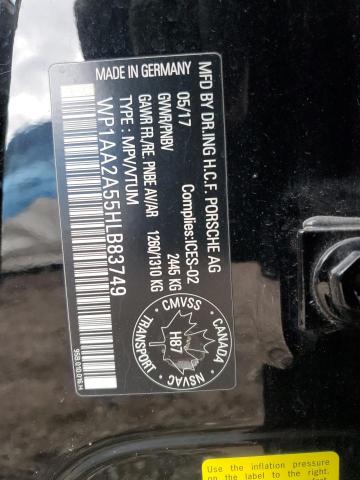 MADE IN GERMANY
MFG BY DR.ING H.C.F. PORSCHE AG
05/17
Complies:ICES-02
GVWR/PNBV
2445 KG
GAWR FR./RE. PNBE AV/AR
1260/1310 KG
TYPE: MPV/VTUM
WP1AA2A55HLB83749
CMVSS
CANADA
NSVAC
TRANSPORT
H87
Use the inflation pressure
on the label to the right.